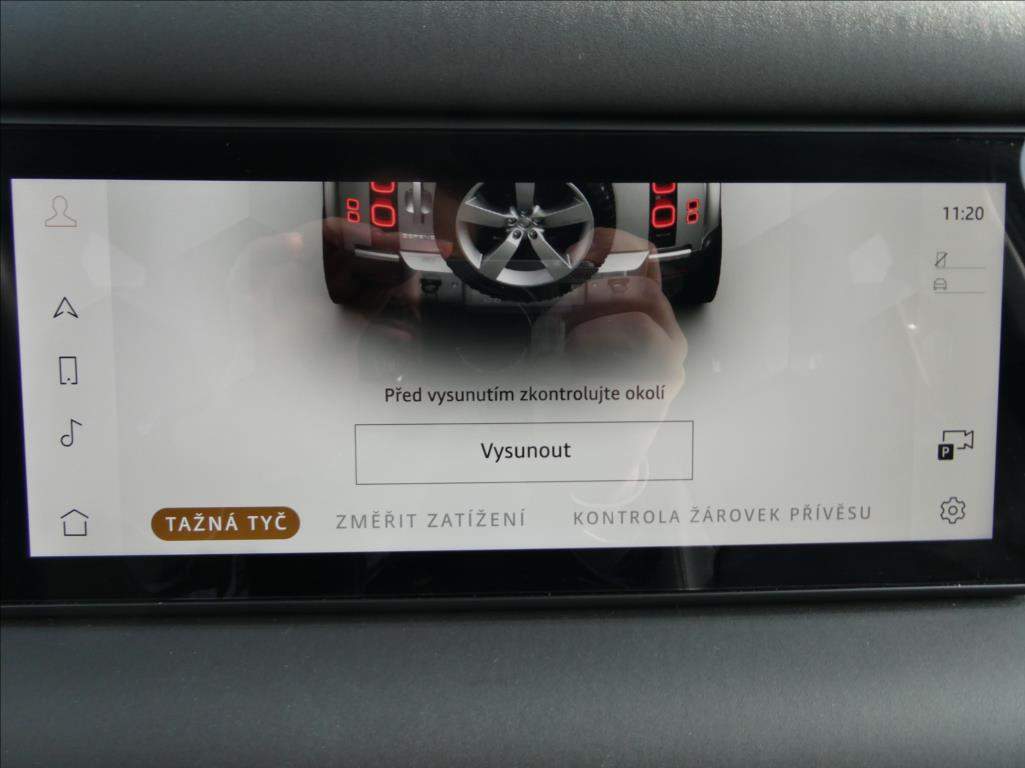 11:20
Před vysunutím zkontrolujte okolí
Vysunout
P
TAŽNÁ TYČ ZMĚŘIT ZATÍŽENÍ KONTROLA ŽÁROVEK PŘÍVĚSU